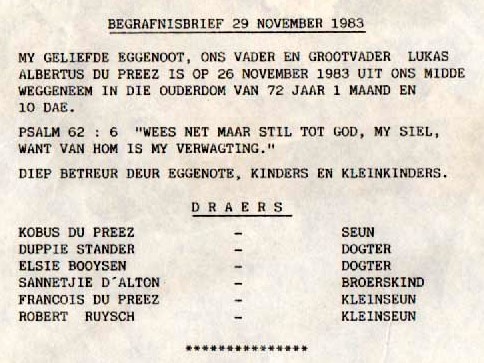 BEGRAFNISBRIEF 29 NOVEMBER 1983
MY GELIEFDE EGGENOOT, ONS VADER EN GROOTVADER LUKAS
ALBERTUS DU PREEZ IS OP 26 NOVEMBER 1983 UIT ONS MIDDE
WEGGENEEM IN DIE OUDERDOM VAN 72 JAAR 1 MAAND EN
10 DAE.
PSALM 62 : 6 "WEES NET MAAR STIL TOT GOD, MY SIEL,
WANT VAN HOM IS MY VERWAGTING."
DIEP BETREUR DEUR EGGENOTE, KINDERS EN KLEINKINDERS.
D R A E R S
KOBUS DU PREEZ - SEUN
DUPPIE STANDER - DOGTER
ELSIE BOOYSEN - DOGTER
SANNETJIE D´ALTON - BROERSKIND
FRANCOIS DU PREEZ - KLEINSEUN
ROBERT RUYSCH - KLEINSEUN
***************